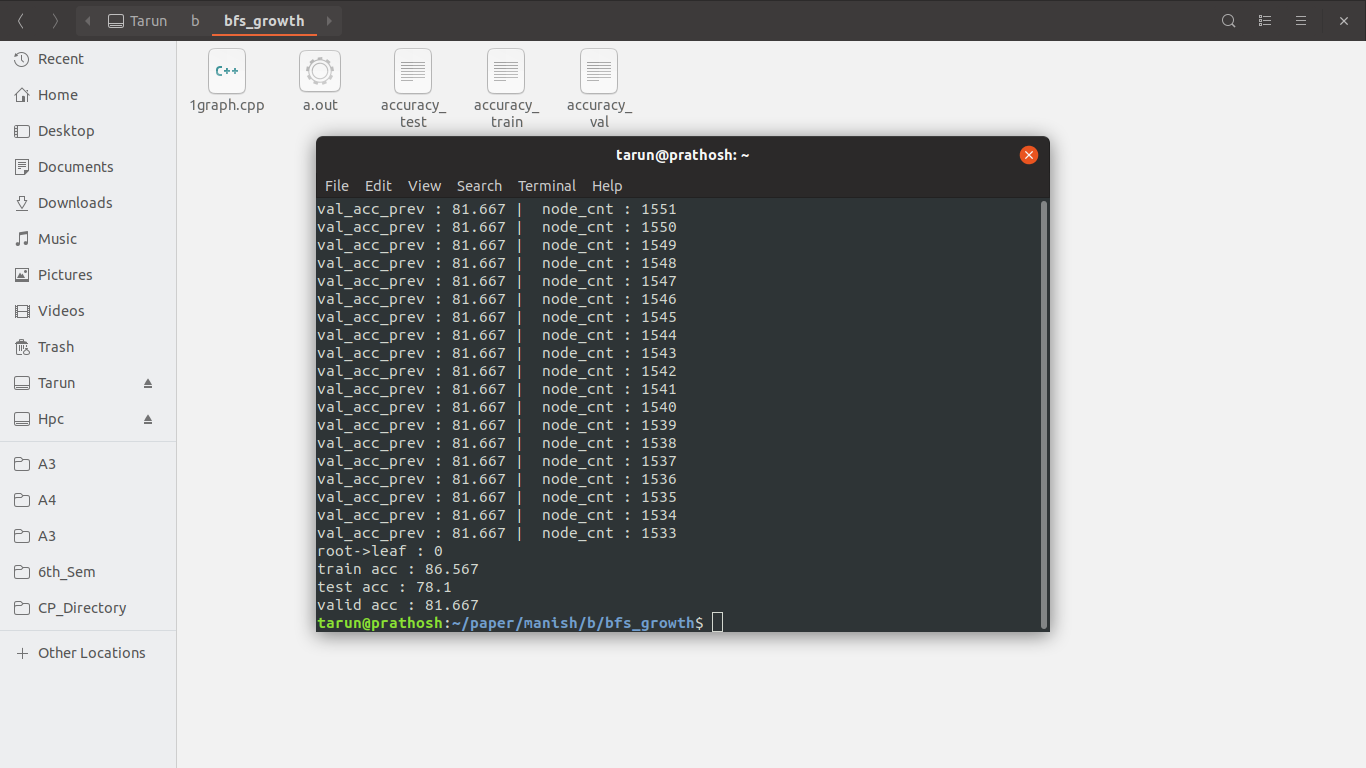 Tarun b bfs_growth
Recent
Home
Desktop
Documents
Downloads
Music
Pictures
Videos
Trash
Tarun
Hpc
A3
A4
A3
6th_Sem
CP_Directory
Other Locations
C++
1graph.cpp
a.out
accuracy_
test
accuracy_
train
accuracy_
val
tarun@prathosh: ~
File Edit View Search Terminal Help
val_acc_prev : 81.667 |  node_cnt : 1551
val_acc_prev : 81.667 |  node_cnt : 1550
val_acc_prev : 81.667 |  node_cnt : 1549
val_acc_prev : 81.667 |  node_cnt : 1548
val_acc_prev : 81.667 |  node_cnt : 1547
val_acc_prev : 81.667 |  node_cnt : 1546
val_acc_prev : 81.667 |  node_cnt : 1545
val_acc_prev : 81.667 |  node_cnt : 1544
val_acc_prev : 81.667 |  node_cnt : 1543
val_acc_prev : 81.667 |  node_cnt : 1542
val_acc_prev : 81.667 |  node_cnt : 1541
val_acc_prev : 81.667 |  node_cnt : 1540
val_acc_prev : 81.667 |  node_cnt : 1539
val_acc_prev : 81.667 |  node_cnt : 1538
val_acc_prev : 81.667 |  node_cnt : 1537
val_acc_prev : 81.667 |  node_cnt : 1536
val_acc_prev : 81.667 |  node_cnt : 1535
val_acc_prev : 81.667 |  node_cnt : 1534
val_acc_prev : 81.667 |  node_cnt : 1533
root->leaf : 0
train acc : 86.567
test acc : 78.1
valid acc : 81.667
tarun@prathosh:~/paper/manish/b/bfs_growth$